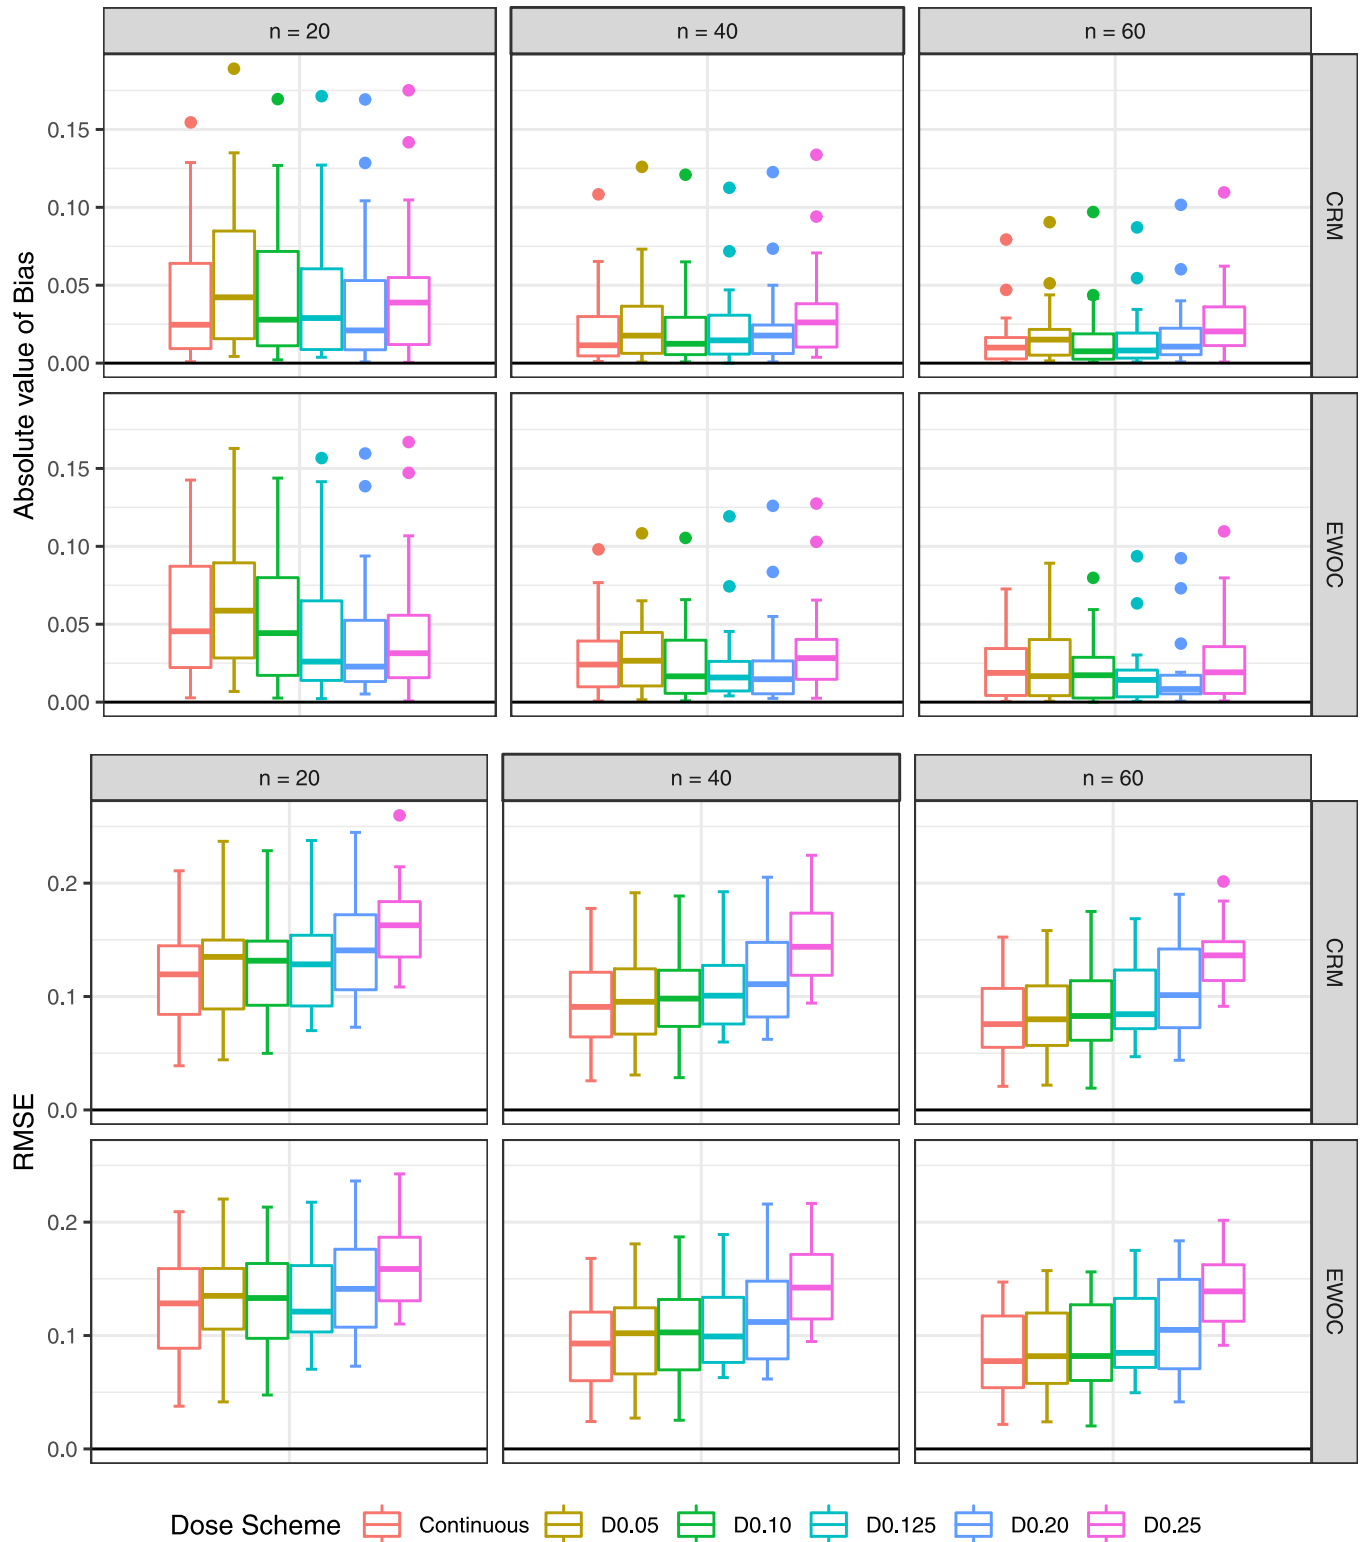 n = 20
n = 40
n = 60
Absolute value of Bias
0.15
0.10
0.05
0.00
CRM
0.15
0.10
0.05
0.00
EWOC
n = 20
n = 40
n = 60
RMSE
0.2
0.1
0.0
CRM
0.2
0.1
0.0
EWOC
Dose Scheme Continuous D0.05 D0.10 D0.125 D0.20 D0.25